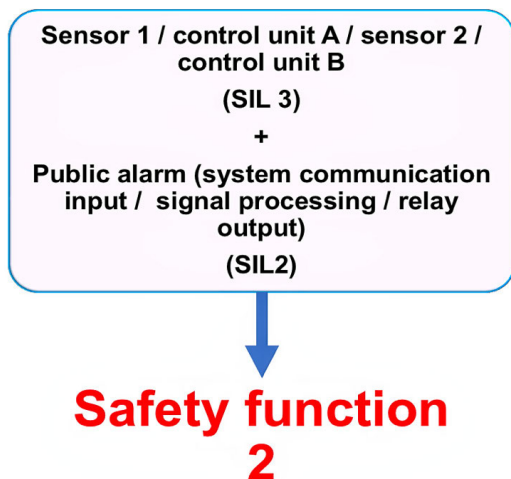 Sensor 1 / control unit A / sensor 2 /
control unit B
(SIL 3)
+
Public alarm (system communication
input / signal processing / relay
output)
(SIL2)
Safety function
2